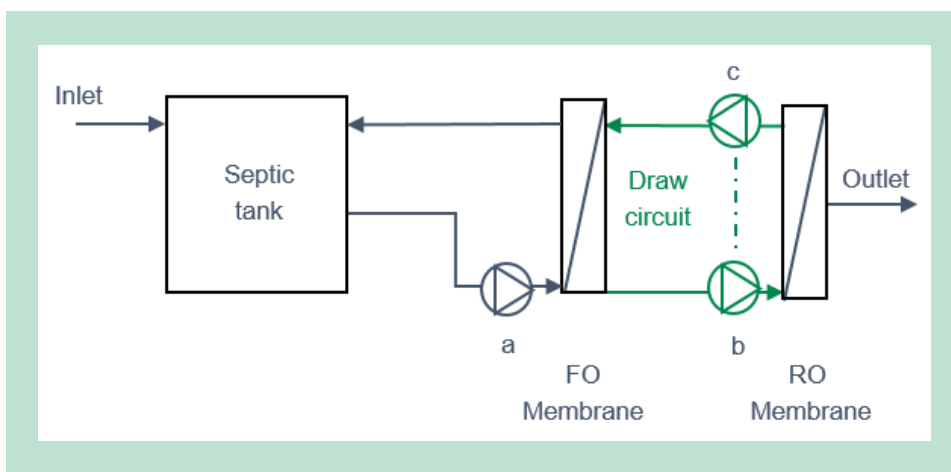 Inlet
Septic
tank
c
Draw
circuit
Outlet
a
b
FO
Membrane
RO
Membrane